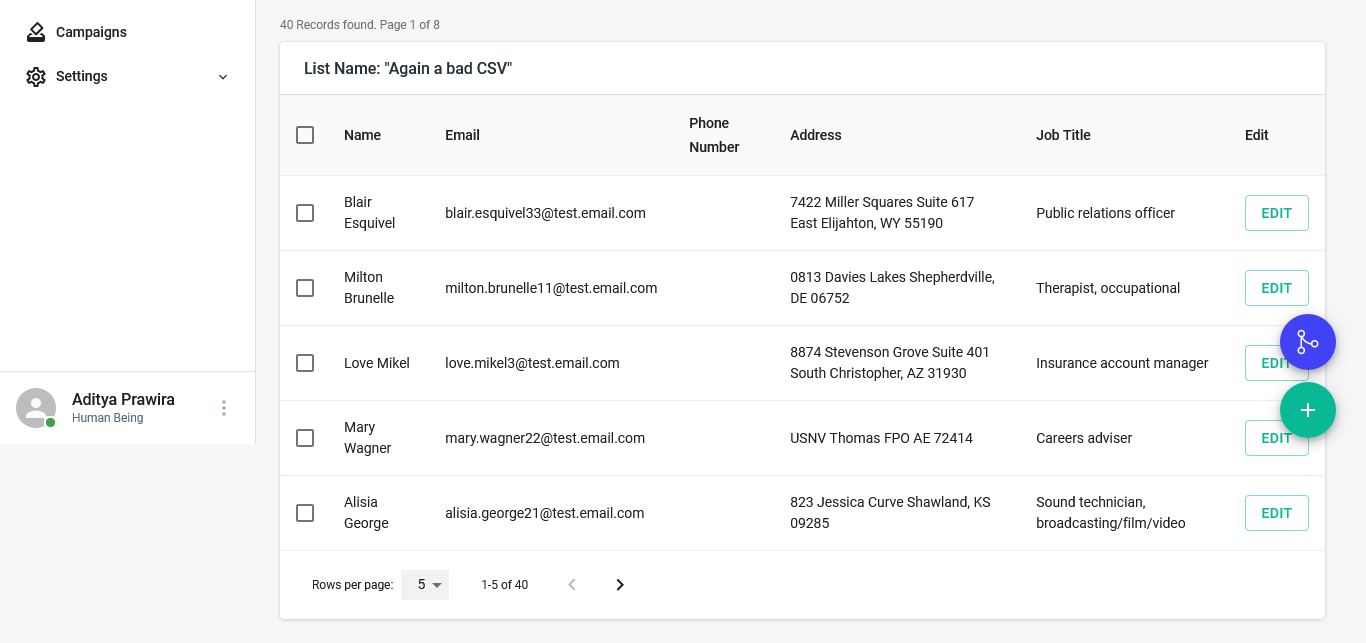 Campaigns
Settings
Aditya Prawira
Human Being
40 Records found. Page 1 of 8
List Name: "Again a bad CSV"
Name Email Phone Number Address Job Title Edit
Blair Esquivel blair.esquivel33@test.email.com 7422 Miller Squares Suite 617 East Elijahton, WY 55190 Public relations officer EDIT
Milton Brunelle milton.brunelle11@test.email.com 0813 Davies Lakes Shepherdville, DE 06752 Therapist, occupational EDIT
Love Mikel love.mikel3@test.email.com 8874 Stevenson Grove Suite 401 South Christopher, AZ 31930 Insurance account manager EDIT
Mary Wagner mary.wagner22@test.email.com USNV Thomas FPO AE 72414 Careers adviser EDIT
Alisia George alisia.george21@test.email.com 823 Jessica Curve Shawland, KS 09285 Sound technician, broadcasting/film/video EDIT
Rows per page: 5 1-5 of 40